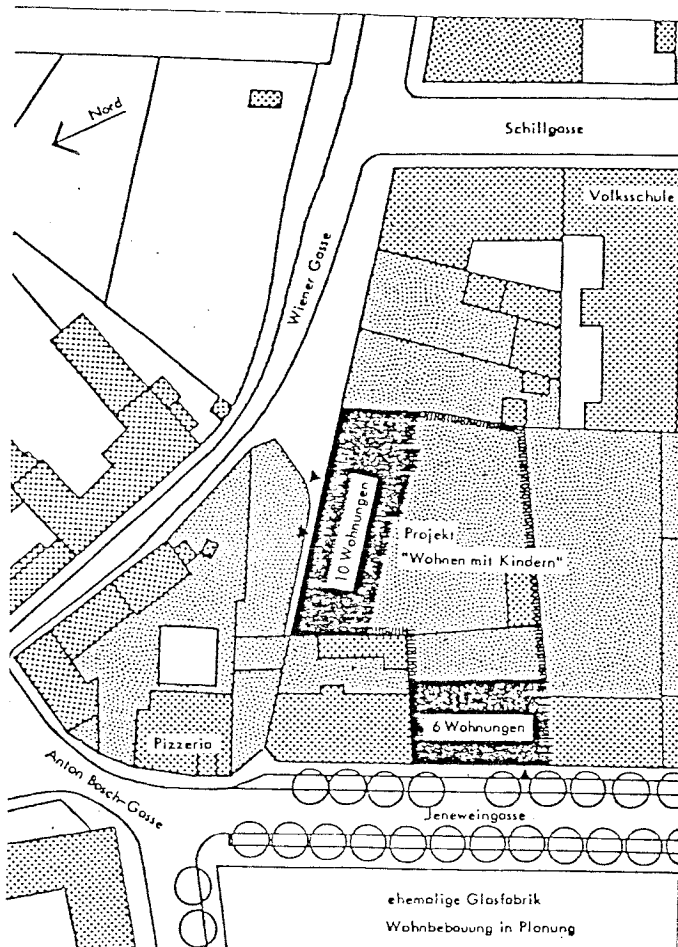 Nord
Schillgasse
Volksschule
Wiener Gasse
10 Wohnungen
Projekt
"Wohnen mit Kindern"
6 Wohnungen
Pizzeria
Anton Bosch-Gasse
Jeneweingasse
ehemalige Glasfabrik
Wohnbebauung in Planung